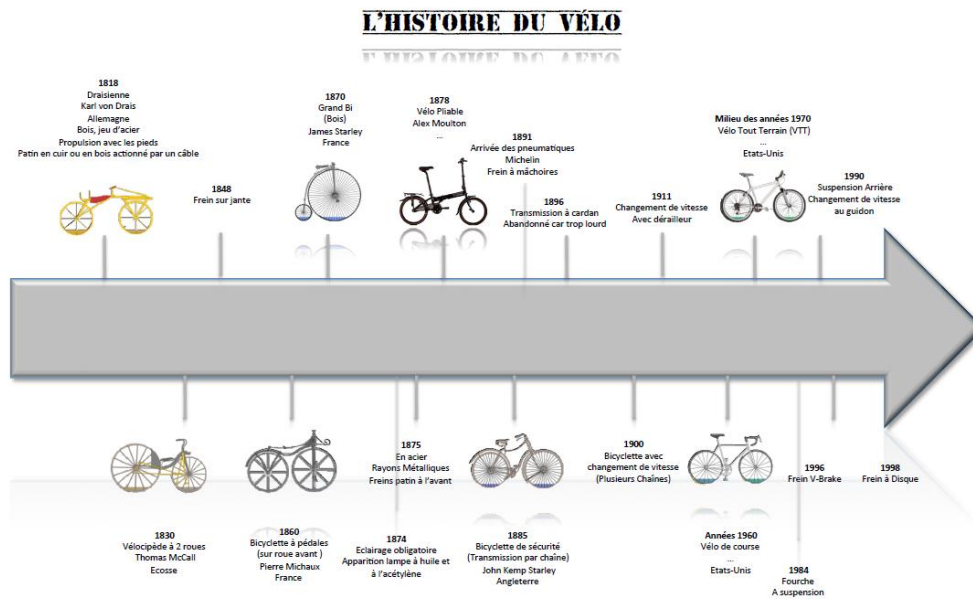 L'HISTOIRE DU VÉLO
1818
Draisienne
Karl von Drais
Allemagne
Bois, jeu d'acier
Propulsion avec les pieds
Patin en cuir ou en bois actionné par un câble
1848
Frein sur jante
1870
Grand Bi
(Bois)
James Starley
France
1878
Vélo Pliable
Alex Moulton
...
1891
Arrivée des pneumatiques
Michelin
Frein à mâchoires
1896
Transmission à cardan
Abandonné car trop lourd
1911
Changement de vitesse
Avec dérailleur
Milieu des années 1970
Vélo Tout Terrain (VTT)
...
Etats-Unis
1990
Suspension Arrière
Changement de vitesse
au guidon
1830
Vélocipède à 2 roues
Thomas McCall
Ecosse
1860
Bicyclette à pédales
(sur roue avant )
Pierre Michaux
France
1875
En acier
Rayons Métalliques
Freins patin à l'avant
1874
Eclairage obligatoire
Apparition lampe à huile et
à l'acétylène
1885
Bicyclette de sécurité
(Transmission par chaîne)
John Kemp Starley
Angleterre
1900
Bicyclette avec
changement de vitesse
(Plusieurs Chaînes)
Années 1960
Vélo de course
...
Etats-Unis
1984
Fourche
A suspension
1996
Frein V-Brake
1998
Frein à Disque